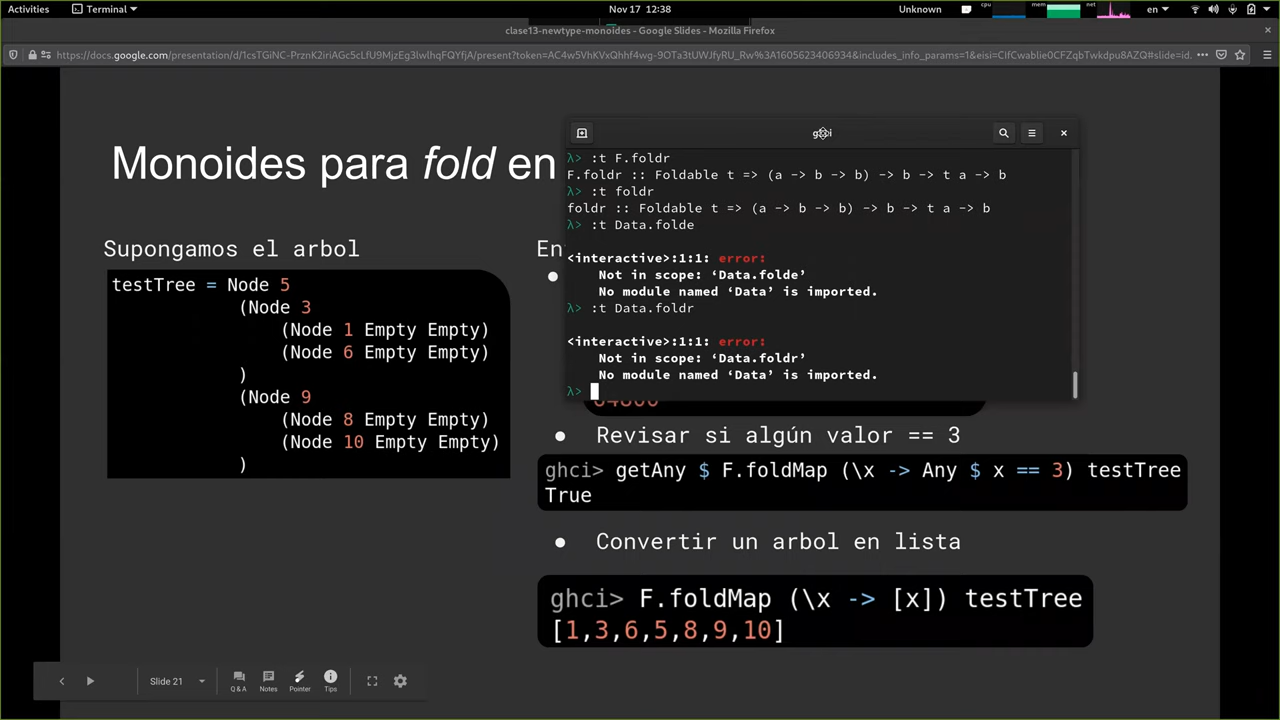 Activities
Terminal
Nov 17 12:38
Unknown
cpu
mem
net
en
clase13-newtype-monoides - Google Slides - Mozilla Firefox
Monoides para fold en
Supongamos el arbol
testTree = Node 5
(Node 3
(Node 1 Empty Empty)
(Node 6 Empty Empty)
)
(Node 9
(Node 8 Empty Empty)
(Node 10 Empty Empty)
)
λ> :t F.foldr
F.foldr :: Foldable t => (a -> b -> b) -> b -> t a -> b
λ> :t foldr
foldr :: Foldable t => (a -> b -> b) -> b -> t a -> b
λ> :t Data.folde
<interactive>:1:1: error:
Not in scope: ‘Data.folde’
No module named ‘Data’ is imported.
λ> :t Data.foldr
<interactive>:1:1: error:
Not in scope: ‘Data.foldr’
No module named ‘Data’ is imported.
λ>
Revisar si algún valor == 3
ghci> getAny $ F.foldMap (\x -> Any $ x == 3) testTree
True
Convertir un arbol en lista
ghci> F.foldMap (\x -> [x]) testTree
[1,3,6,5,8,9,10]
Slide 21
Q & A
Notes
Pointer
Tips